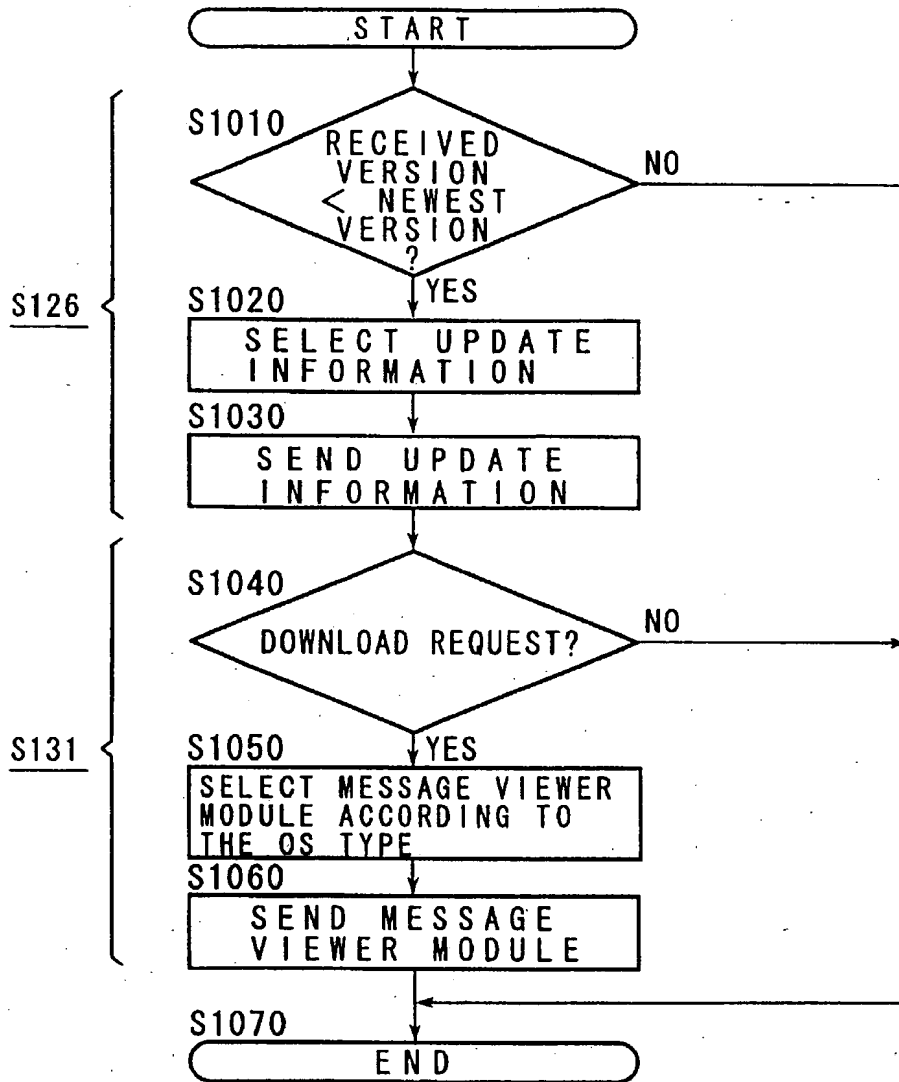 START
S1010
RECEIVED
VERSION
< NEWEST
VERSION
?
NO
YES
S126
S1020
SELECT UPDATE
INFORMATION
S1030
SEND UPDATE
INFORMATION
S1040
DOWNLOAD REQUEST?
NO
YES
S131
S1050
SELECT MESSAGE VIEWER
MODULE ACCORDING TO
THE OS TYPE
S1060
SEND MESSAGE
VIEWER MODULE
S1070
END